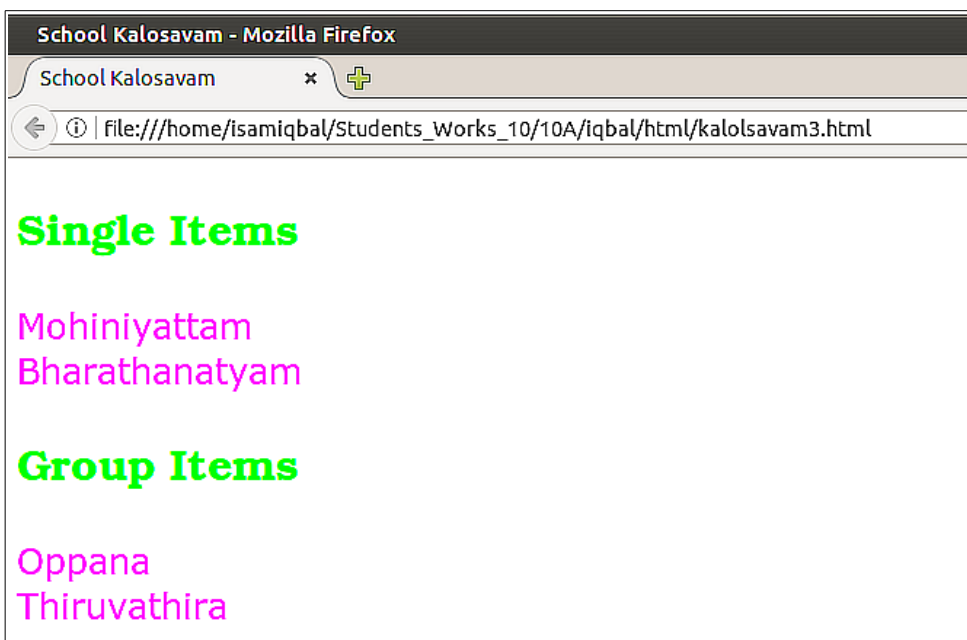 School Kalosavam - Mozilla Firefox
School Kalosavam
file:///home/isamiqbal/Students_Works_10/10A/iqbal/html/kalolsavam3.html
Single Items
Mohiniyattam
Bharathanatyam
Group Items
Oppana
Thiruvathira